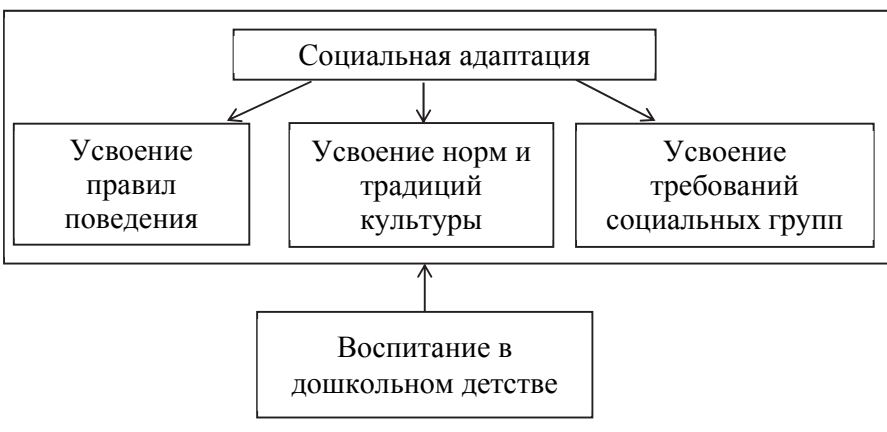 Социальная адаптация
Усвоение
правил
поведения
Усвоение норм и
традиций
культуры
Усвоение
требований
социальных групп
Воспитание в
дошкольном детстве